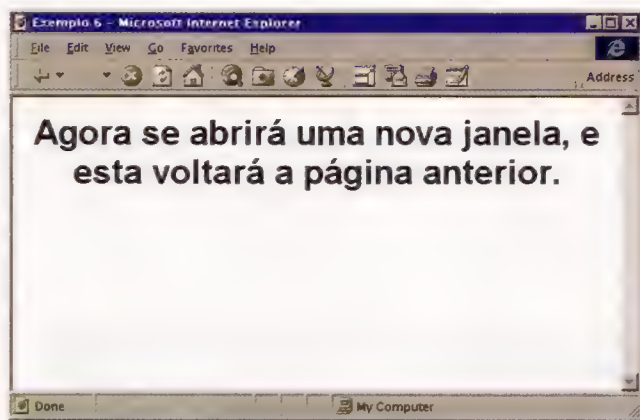 Exemplo 6 - Microsoft Internet Explorer
File Edit View Go Favorites Help
Address
Agora se abrirá uma nova janela, e
esta voltará a página anterior.
Done My Computer